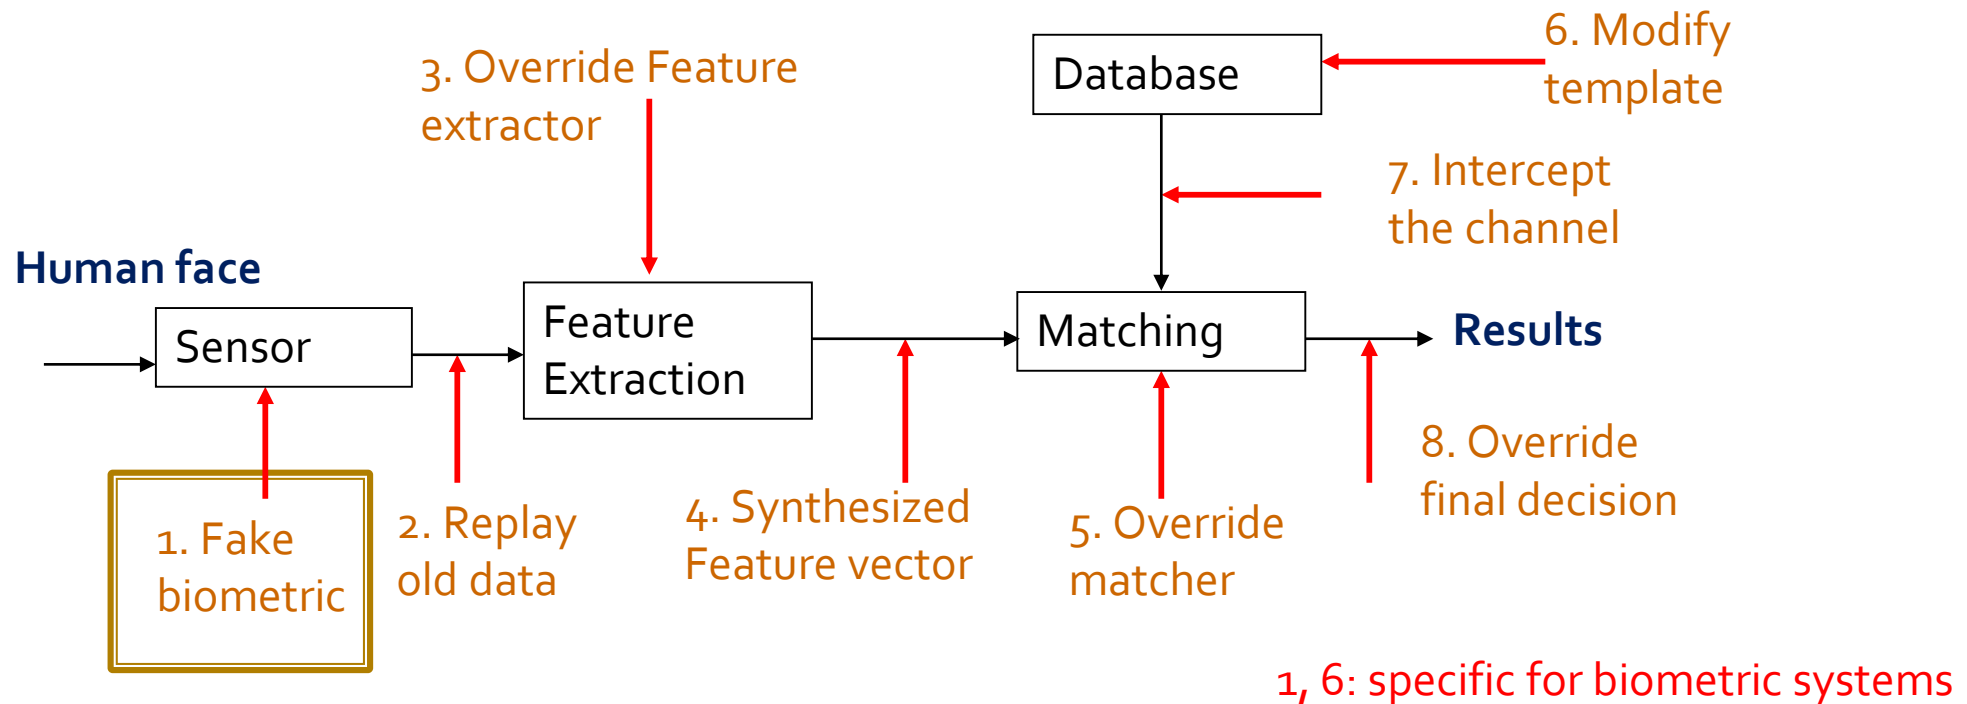 3. Override Feature
extractor
Database
6. Modify
template
7. Intercept
the channel
Human face
Sensor
Feature
Extraction
Matching
Results
1. Fake
biometric
2. Replay
old data
4. Synthesized
Feature vector
5. Override
matcher
8. Override
final decision
1, 6: specific for biometric systems